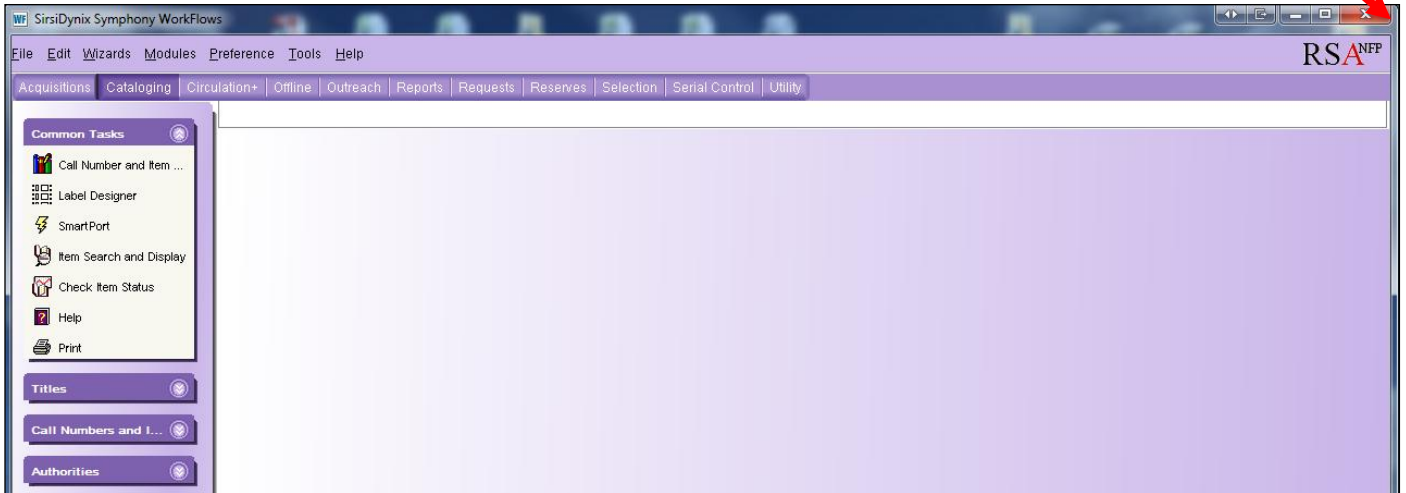 WF SirsiDynix Symphony WorkFlows
File Edit Wizards Modules Preference Tools Help
RSA NFP
Acquisitions Cataloging Circulation+ Offline Outreach Reports Requests Reserves Selection Serial Control Utility
Common Tasks
Call Number and Item ...
Label Designer
SmartPort
Item Search and Display
Check Item Status
Help
Print
Titles
Call Numbers and I...
Authorities